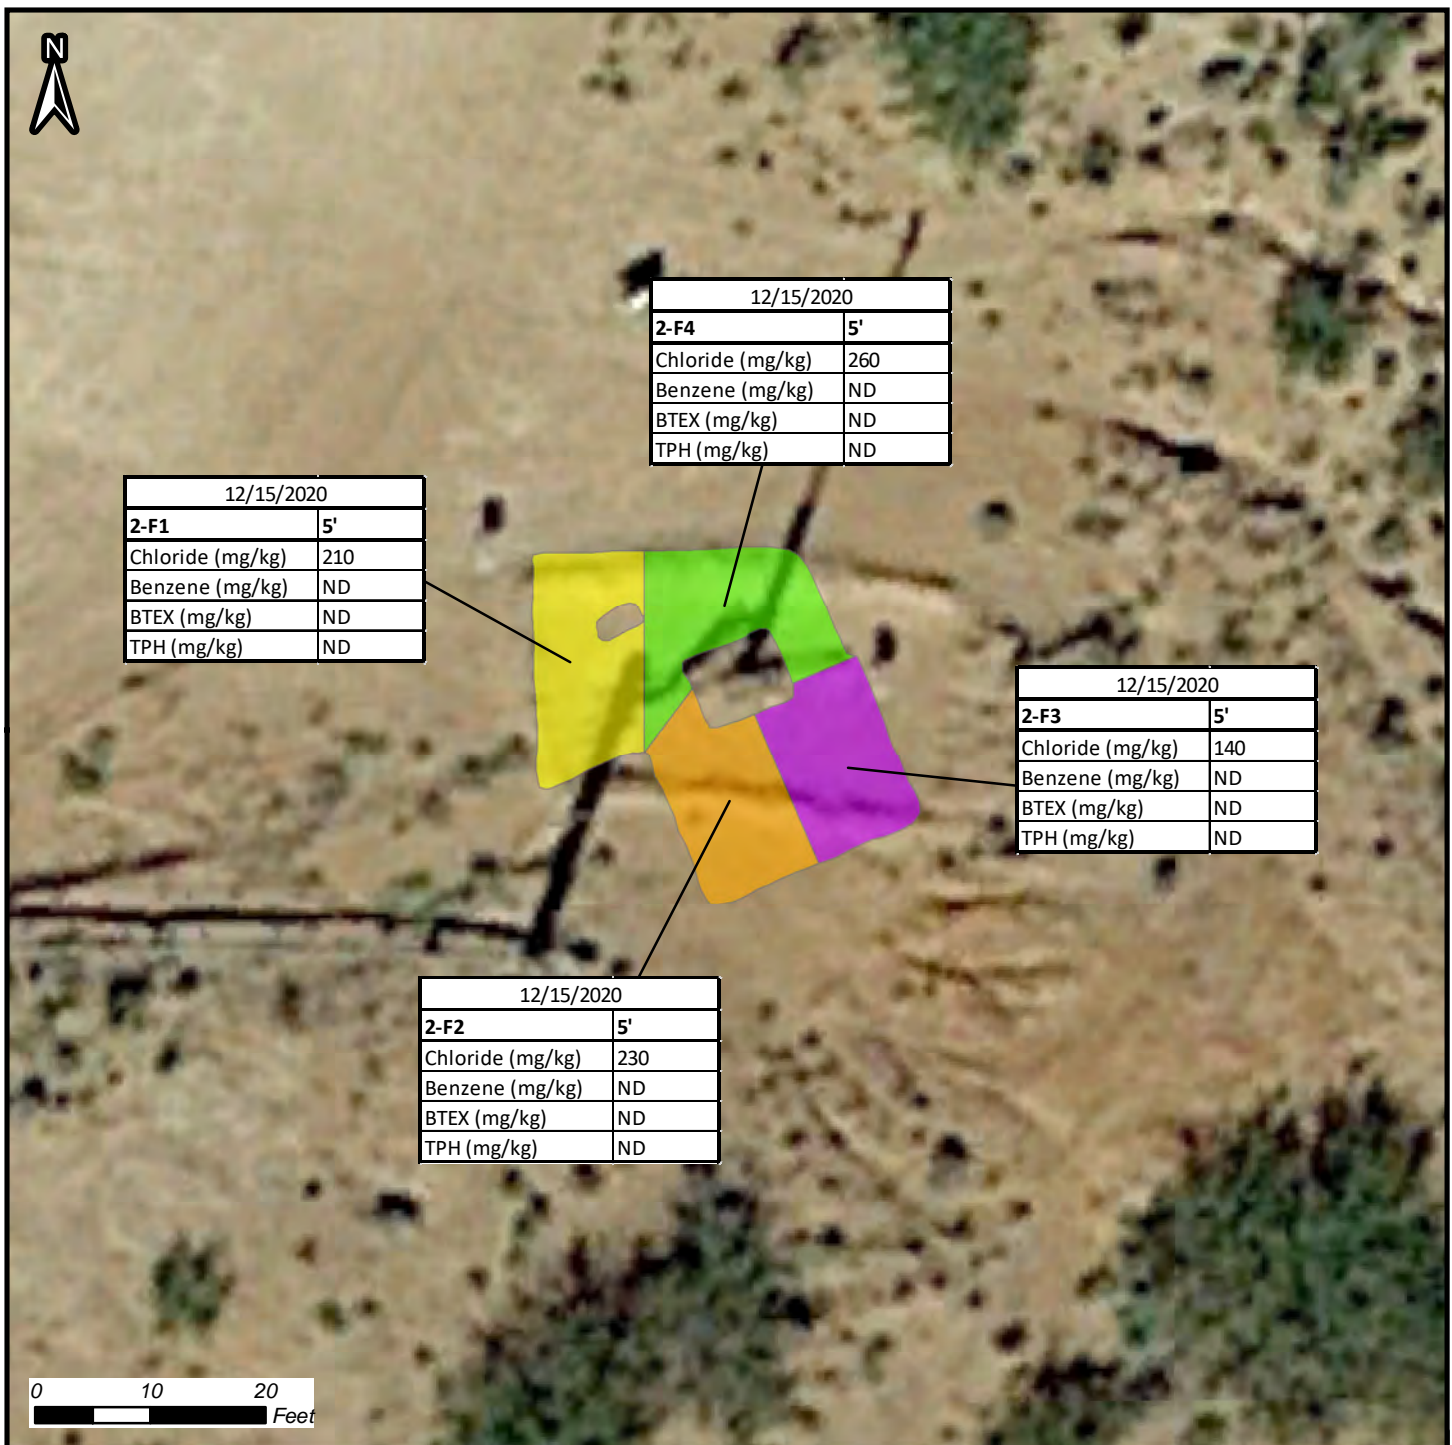 N
12/15/2020
2-F4 5'
Chloride (mg/kg) 260
Benzene (mg/kg) ND
BTEX (mg/kg) ND
TPH (mg/kg) ND
12/15/2020
2-F1 5'
Chloride (mg/kg) 210
Benzene (mg/kg) ND
BTEX (mg/kg) ND
TPH (mg/kg) ND
12/15/2020
2-F3 5'
Chloride (mg/kg) 140
Benzene (mg/kg) ND
BTEX (mg/kg) ND
TPH (mg/kg) ND
12/15/2020
2-F2 5'
Chloride (mg/kg) 230
Benzene (mg/kg) ND
BTEX (mg/kg) ND
TPH (mg/kg) ND
0 10 20
Feet